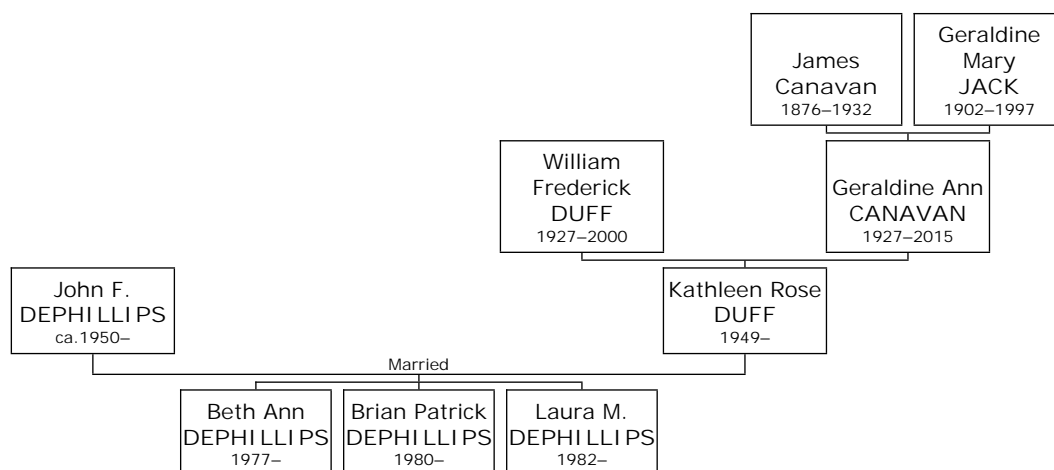 James
Canavan
1876–1932
Geraldine
Mary
JACK
1902–1997
William
Frederick
DUFF
1927–2000
Geraldine Ann
CANAVAN
1927–2015
John F.
DEPHILLIPS
ca.1950–
Kathleen Rose
DUFF
1949–
Married
Beth Ann
DEPHILLIPS
1977–
Brian Patrick
DEPHILLIPS
1980–
Laura M.
DEPHILLIPS
1982–